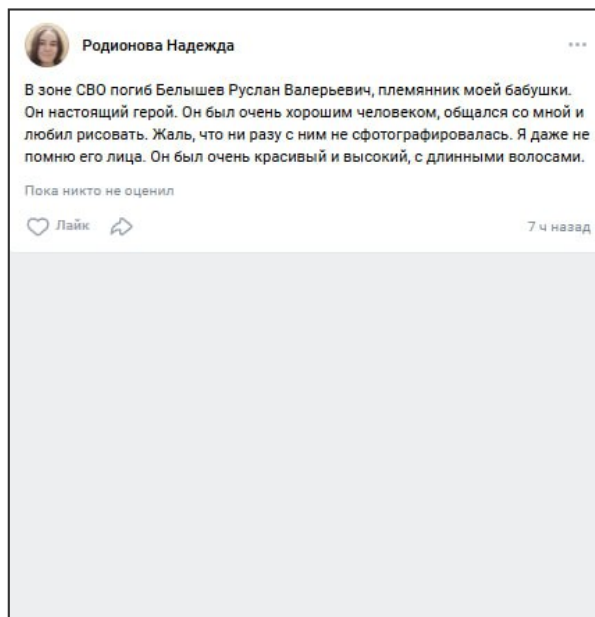 Родионова Надежда
В зоне СВО погиб Белышев Руслан Валерьевич, племянник моей бабушки.
Он настоящий герой. Он был очень хорошим человеком, общался со мной и
любил рисовать. Жаль, что ни разу с ним не сфотографировалась. Я даже не
помню его лица. Он был очень красивый и высокий, с длинными волосами.
Пока никто не оценил
Лайк
7 ч назад